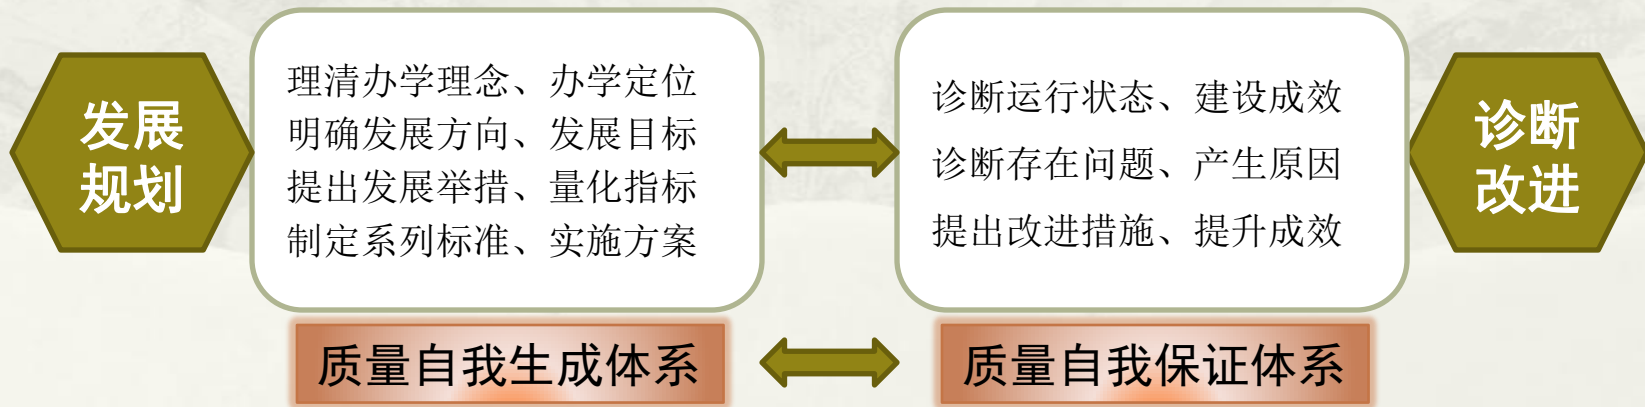 发展
规划
理清办学理念、办学定位
明确发展方向、发展目标
提出发展举措、量化指标
制定系列标准、实施方案
诊断运行状态、建设成效
诊断存在问题、产生原因
提出改进措施、提升成效
诊断
改进
质量自我生成体系
质量自我保证体系